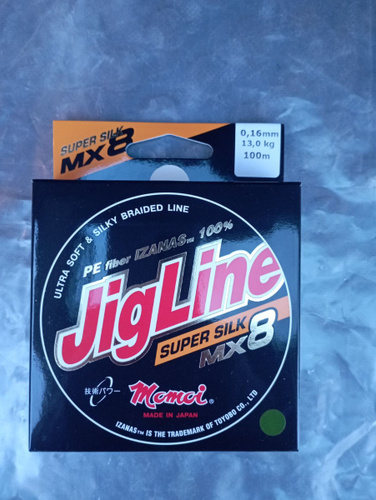 SUPER SILK
MX8
0,16mm
13,0 kg
100m
ULTRA SOFT & SILKY BRAIDED LINE
PE fiber IZANAS™ 100%
JigLine
SUPER SILK
MX8
技術パワー
Momoi®
MADE IN JAPAN
IZANAS™ IS THE TRADEMARK OF TOYOBO CO., LTD